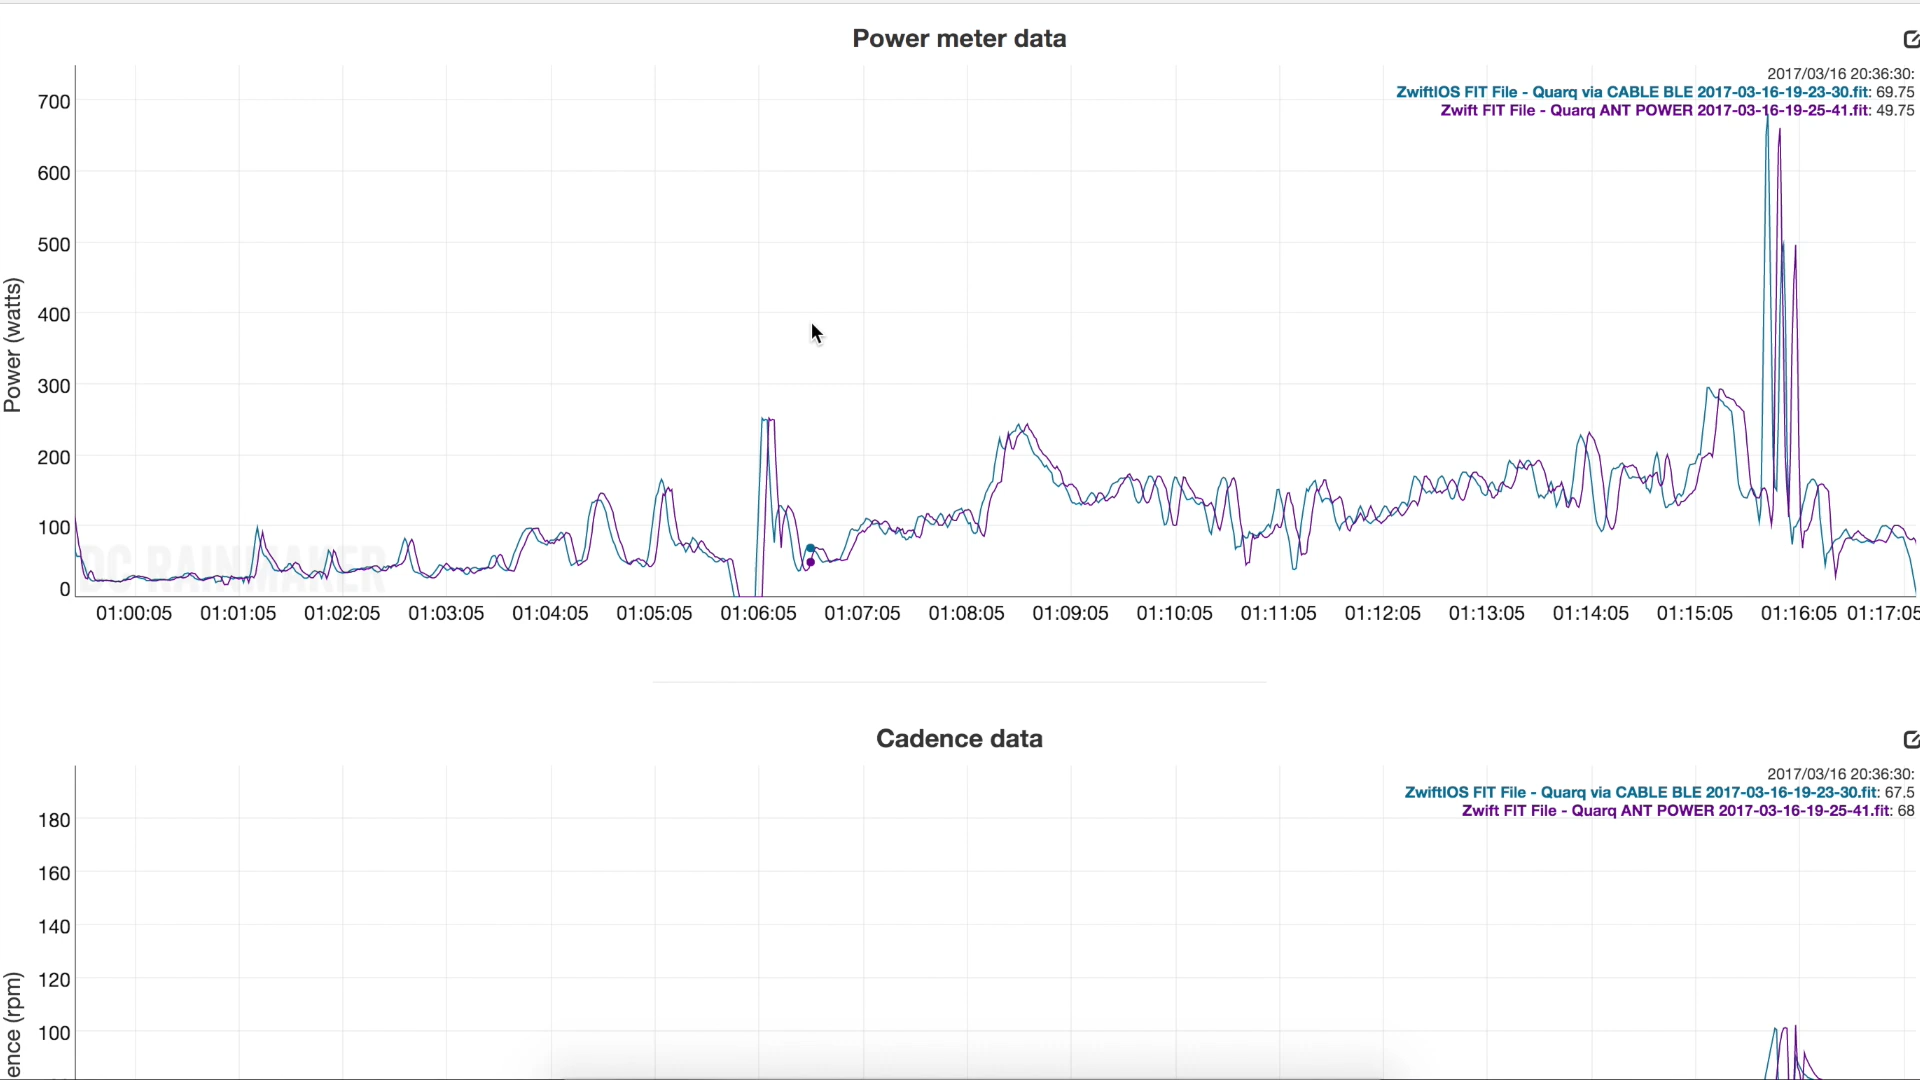 Power meter data
2017/03/16 20:36:30:
ZwiftIOS FIT File - Quarq via CABLE BLE 2017-03-16-19-23-30.fit: 69.75
Zwift FIT File - Quarq ANT POWER 2017-03-16-19-25-41.fit: 49.75
700
600
500
400
300
200
100
0
Power (watts)
DC RAINMAKER
01:00:05 01:01:05 01:02:05 01:03:05 01:04:05 01:05:05 01:06:05 01:07:05 01:08:05 01:09:05 01:10:05 01:11:05 01:12:05 01:13:05 01:14:05 01:15:05 01:16:05 01:17:05
Cadence data
2017/03/16 20:36:30:
ZwiftIOS FIT File - Quarq via CABLE BLE 2017-03-16-19-23-30.fit: 67.5
Zwift FIT File - Quarq ANT POWER 2017-03-16-19-25-41.fit: 68
180
160
140
120
100
ence (rpm)